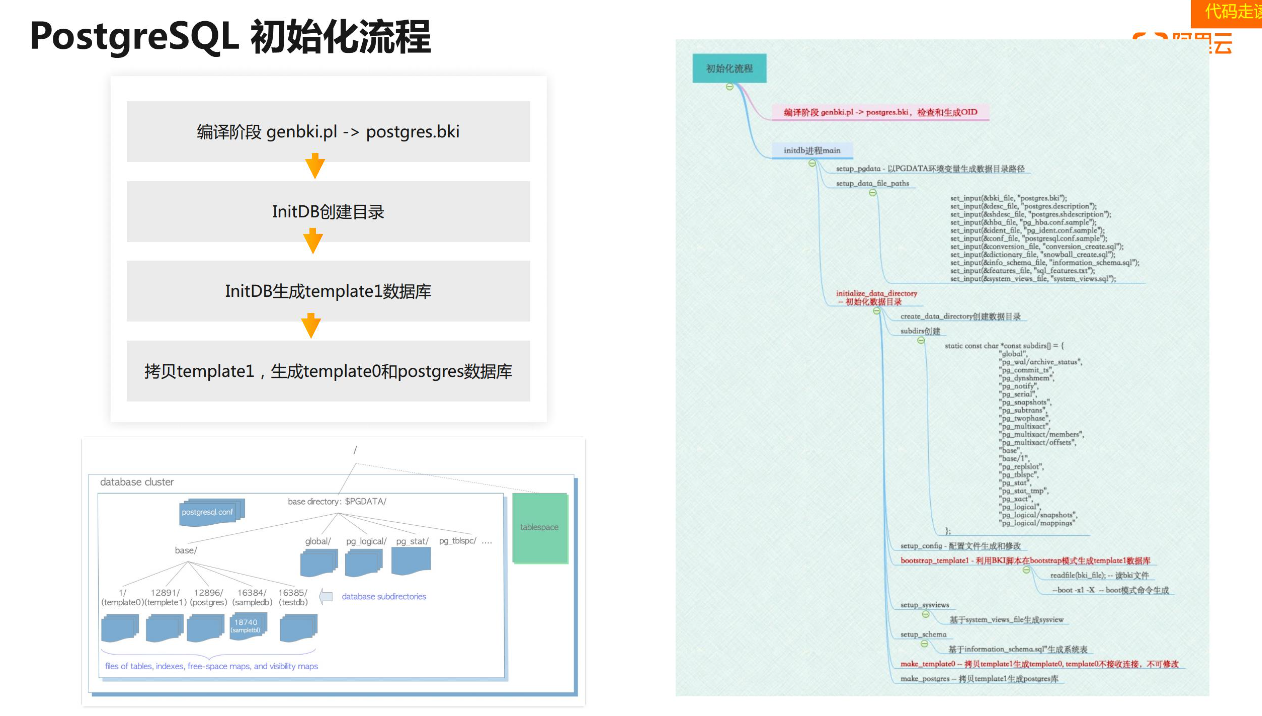 PostgreSQL 初始化流程
代码走读
阿里云
编译阶段 genbki.pl -> postgres.bki
InitDB创建目录
InitDB生成template1数据库
拷贝template1，生成template0和postgres数据库
/
database cluster
base directory: $PGDATA/
postgresql.conf
tablespace
global/ pg_logical/ pg_stat/ pg_tblspc/ ....
base/
1/ 12891/ 12896/ 16384/ 16385/
(template0)(templete1) (postgres) (sampledb) (testdb)
database subdirectories
18740
(sampletbl)
files of tables, indexes, free-space maps, and visiblity maps
初始化流程
编译阶段 genbki.pl -> postgres.bki，检查和生成OID
initdb进程main
setup_pgdata - 以PGDATA环境变量生成数据目录路径
setup_data_file_paths
set_input(&bki_file, "postgres.bki");
set_input(&desc_file, "postgres.description");
set_input(&shdesc_file, "postgres.shdescription");
set_input(&hba_file, "pg_hba.conf.sample");
set_input(&ident_file, "pg_ident.conf.sample");
set_input(&conf_file, "postgresql.conf.sample");
set_input(&conversion_file, "conversion_create.sql");
set_input(&dictionary_file, "snowball_create.sql");
set_input(&info_schema_file, "information_schema.sql");
set_input(&features_file, "sql_features.txt");
set_input(&system_views_file, "system_views.sql");
initialize_data_directory
-- 初始化数据目录
create_data_directory创建数据目录
subdirs创建
static const char *const subdirs[] = {
"global",
"pg_wal/archive_status",
"pg_commit_ts",
"pg_dynshmem",
"pg_notify",
"pg_serial",
"pg_snapshots",
"pg_subtrans",
"pg_twophase",
"pg_multixact",
"pg_multixact/members",
"pg_multixact/offsets",
"base",
"base/1",
"pg_replslot",
"pg_tblspc",
"pg_stat",
"pg_stat_tmp",
"pg_xact",
"pg_logical",
"pg_logical/snapshots",
"pg_logical/mappings"
};
setup_config - 配置文件生成和修改
bootstrap_template1 - 利用BKI脚本在bootstrap模式生成template1数据库
readfile(bki_file); -- 读bki文件
--boot -x1 -X -- boot模式命令生成
setup_sysviews
基于system_views_file生成sysview
setup_schema
基于information_schema.sql"生成系统表
make_template0 -- 拷贝template1生成template0, template0不接收连接，不可修改
make_postgres -- 拷贝template1生成postgres库